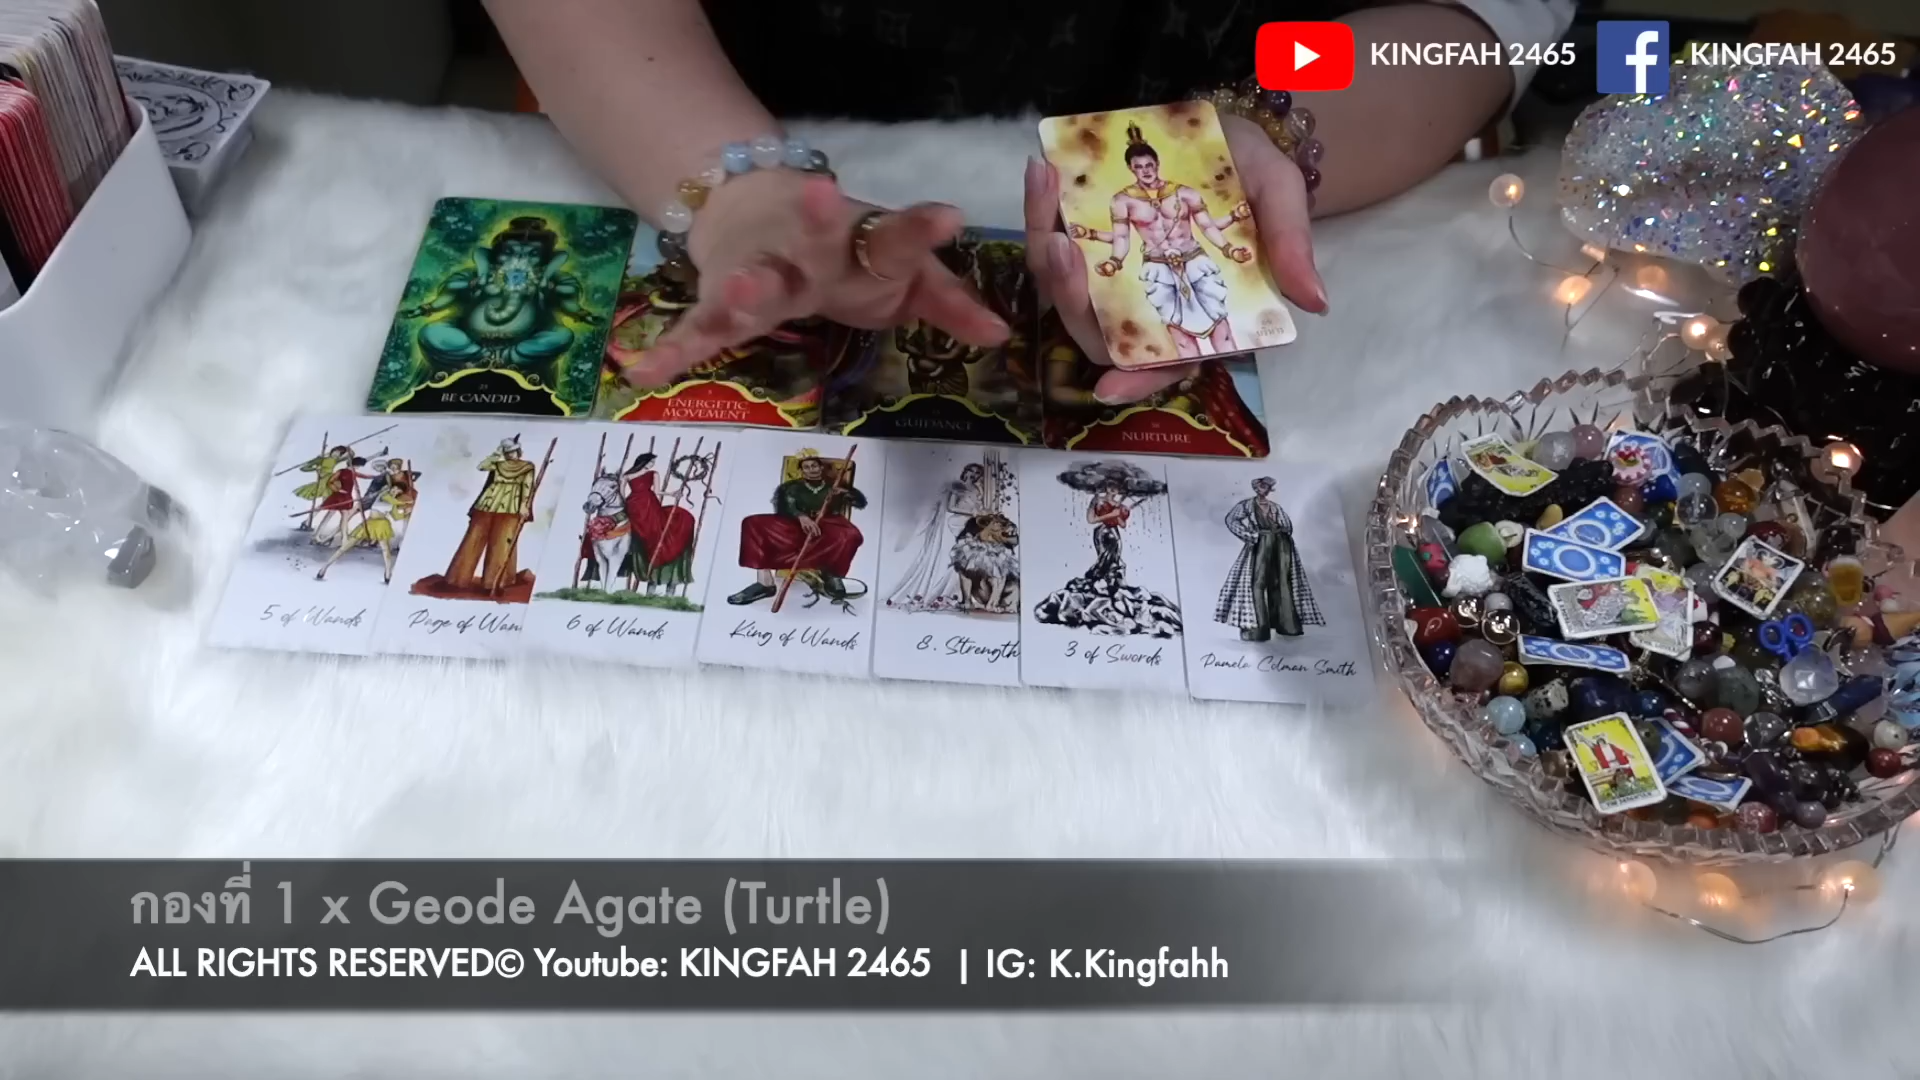 KINGFAH 2465
KINGFAH 2465
BE CANDID
ENERGETIC
MOVEMENT
GUIDANCE
NURTURE
5 of Wands
Page of Wan
6 of Wands
King of Wands
8. Strength
3 of Swords
Pamela Colman Smith
กองที่ 1 x Geode Agate (Turtle)
ALL RIGHTS RESERVED© Youtube: KINGFAH 2465 | IG: K.Kingfahh